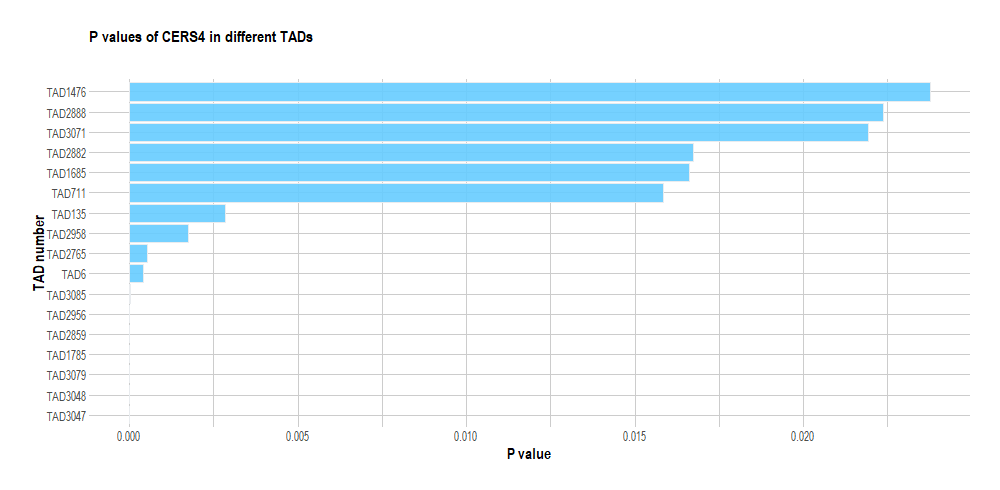 P values of CERS4 in different TADs
TAD number
TAD1476
TAD2888
TAD3071
TAD2882
TAD1685
TAD711
TAD135
TAD2958
TAD2765
TAD6
TAD3085
TAD2956
TAD2859
TAD1785
TAD3079
TAD3048
TAD3047
0.000 0.005 0.010 0.015 0.020
P value